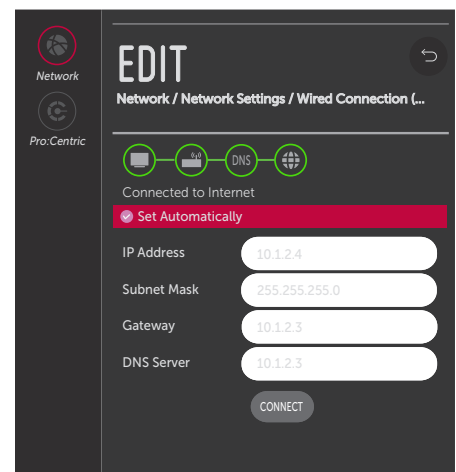 Network
Pro:Centric
EDIT
Network / Network Settings / Wired Connection (...
DNS
Connected to Internet
Set Automatically
IP Address 10.1.2.4
Subnet Mask 255.255.255.0
Gateway 10.1.2.3
DNS Server 10.1.2.3
CONNECT